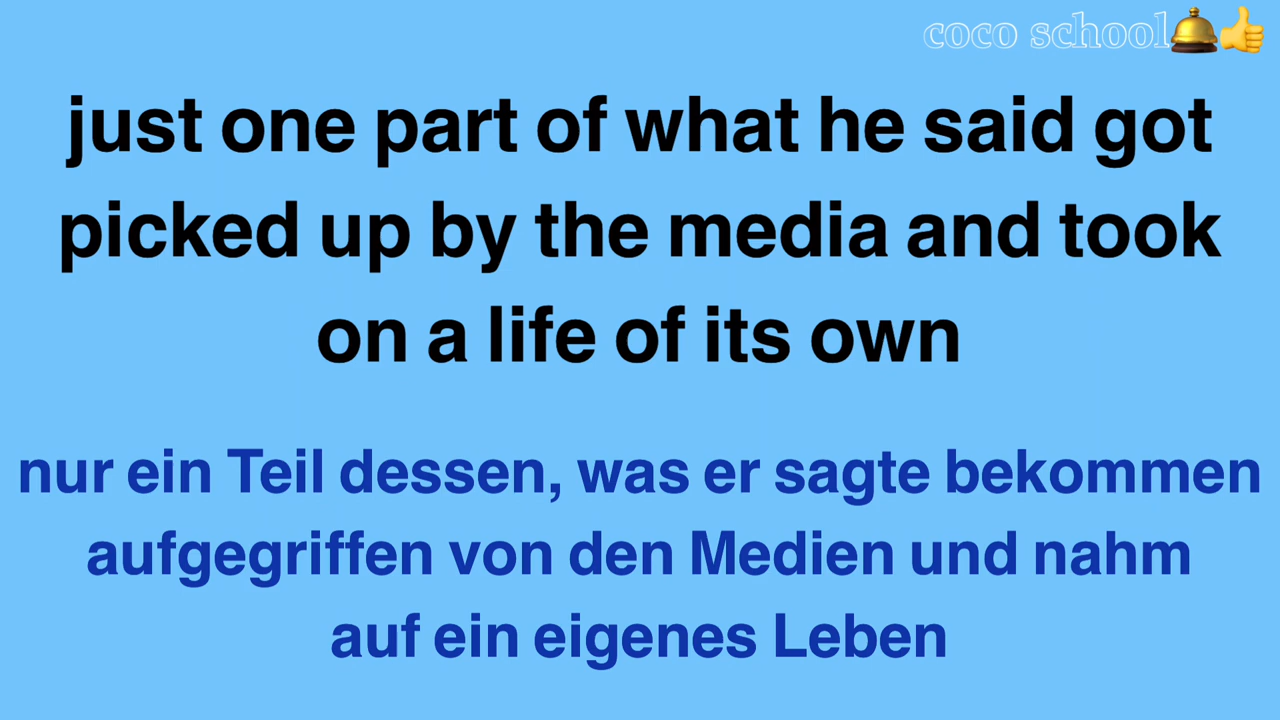 coco school
just one part of what he said got
picked up by the media and took
on a life of its own
nur ein Teil dessen, was er sagte bekommen
aufgegriffen von den Medien und nahm
auf ein eigenes Leben